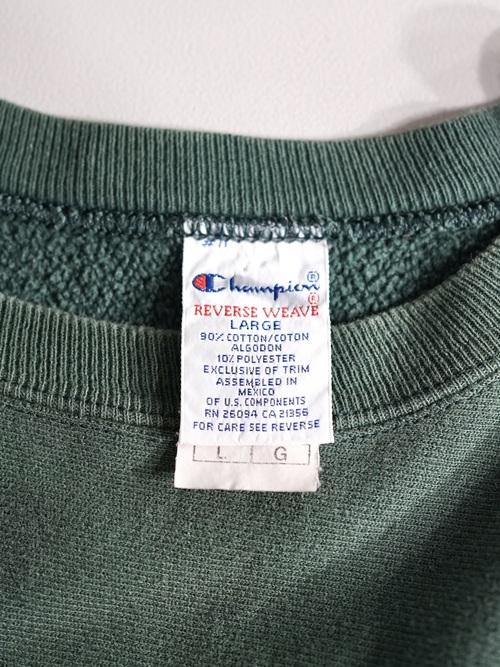 #11
Champion®
®
REVERSE WEAVE
LARGE
90% COTTON/COTON
ALGODON
10% POLYESTER
EXCLUSIVE OF TRIM
ASSEMBLED IN
MEXICO
OF U.S. COMPONENTS
RN 26094 CA 21356
FOR CARE SEE REVERSE
L G